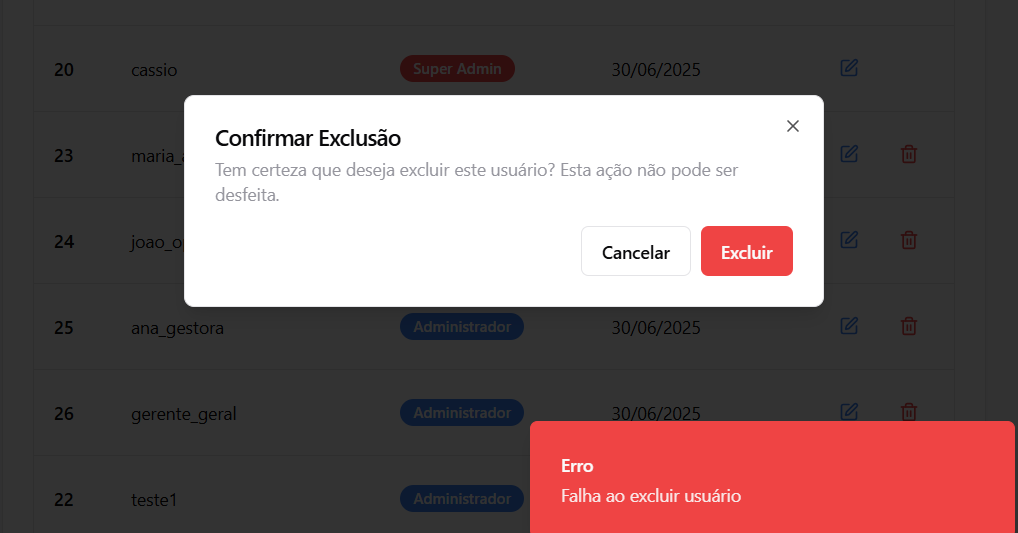 20 cassio Super Admin 30/06/2025
Confirmar Exclusão
Tem certeza que deseja excluir este usuário? Esta ação não pode ser
desfeita.
23
24
Cancelar Excluir
25 ana_gestora Administrador 30/06/2025
26 gerente_geral Administrador 30/06/2025
22 teste1 Administrador
Erro
Falha ao excluir usuário